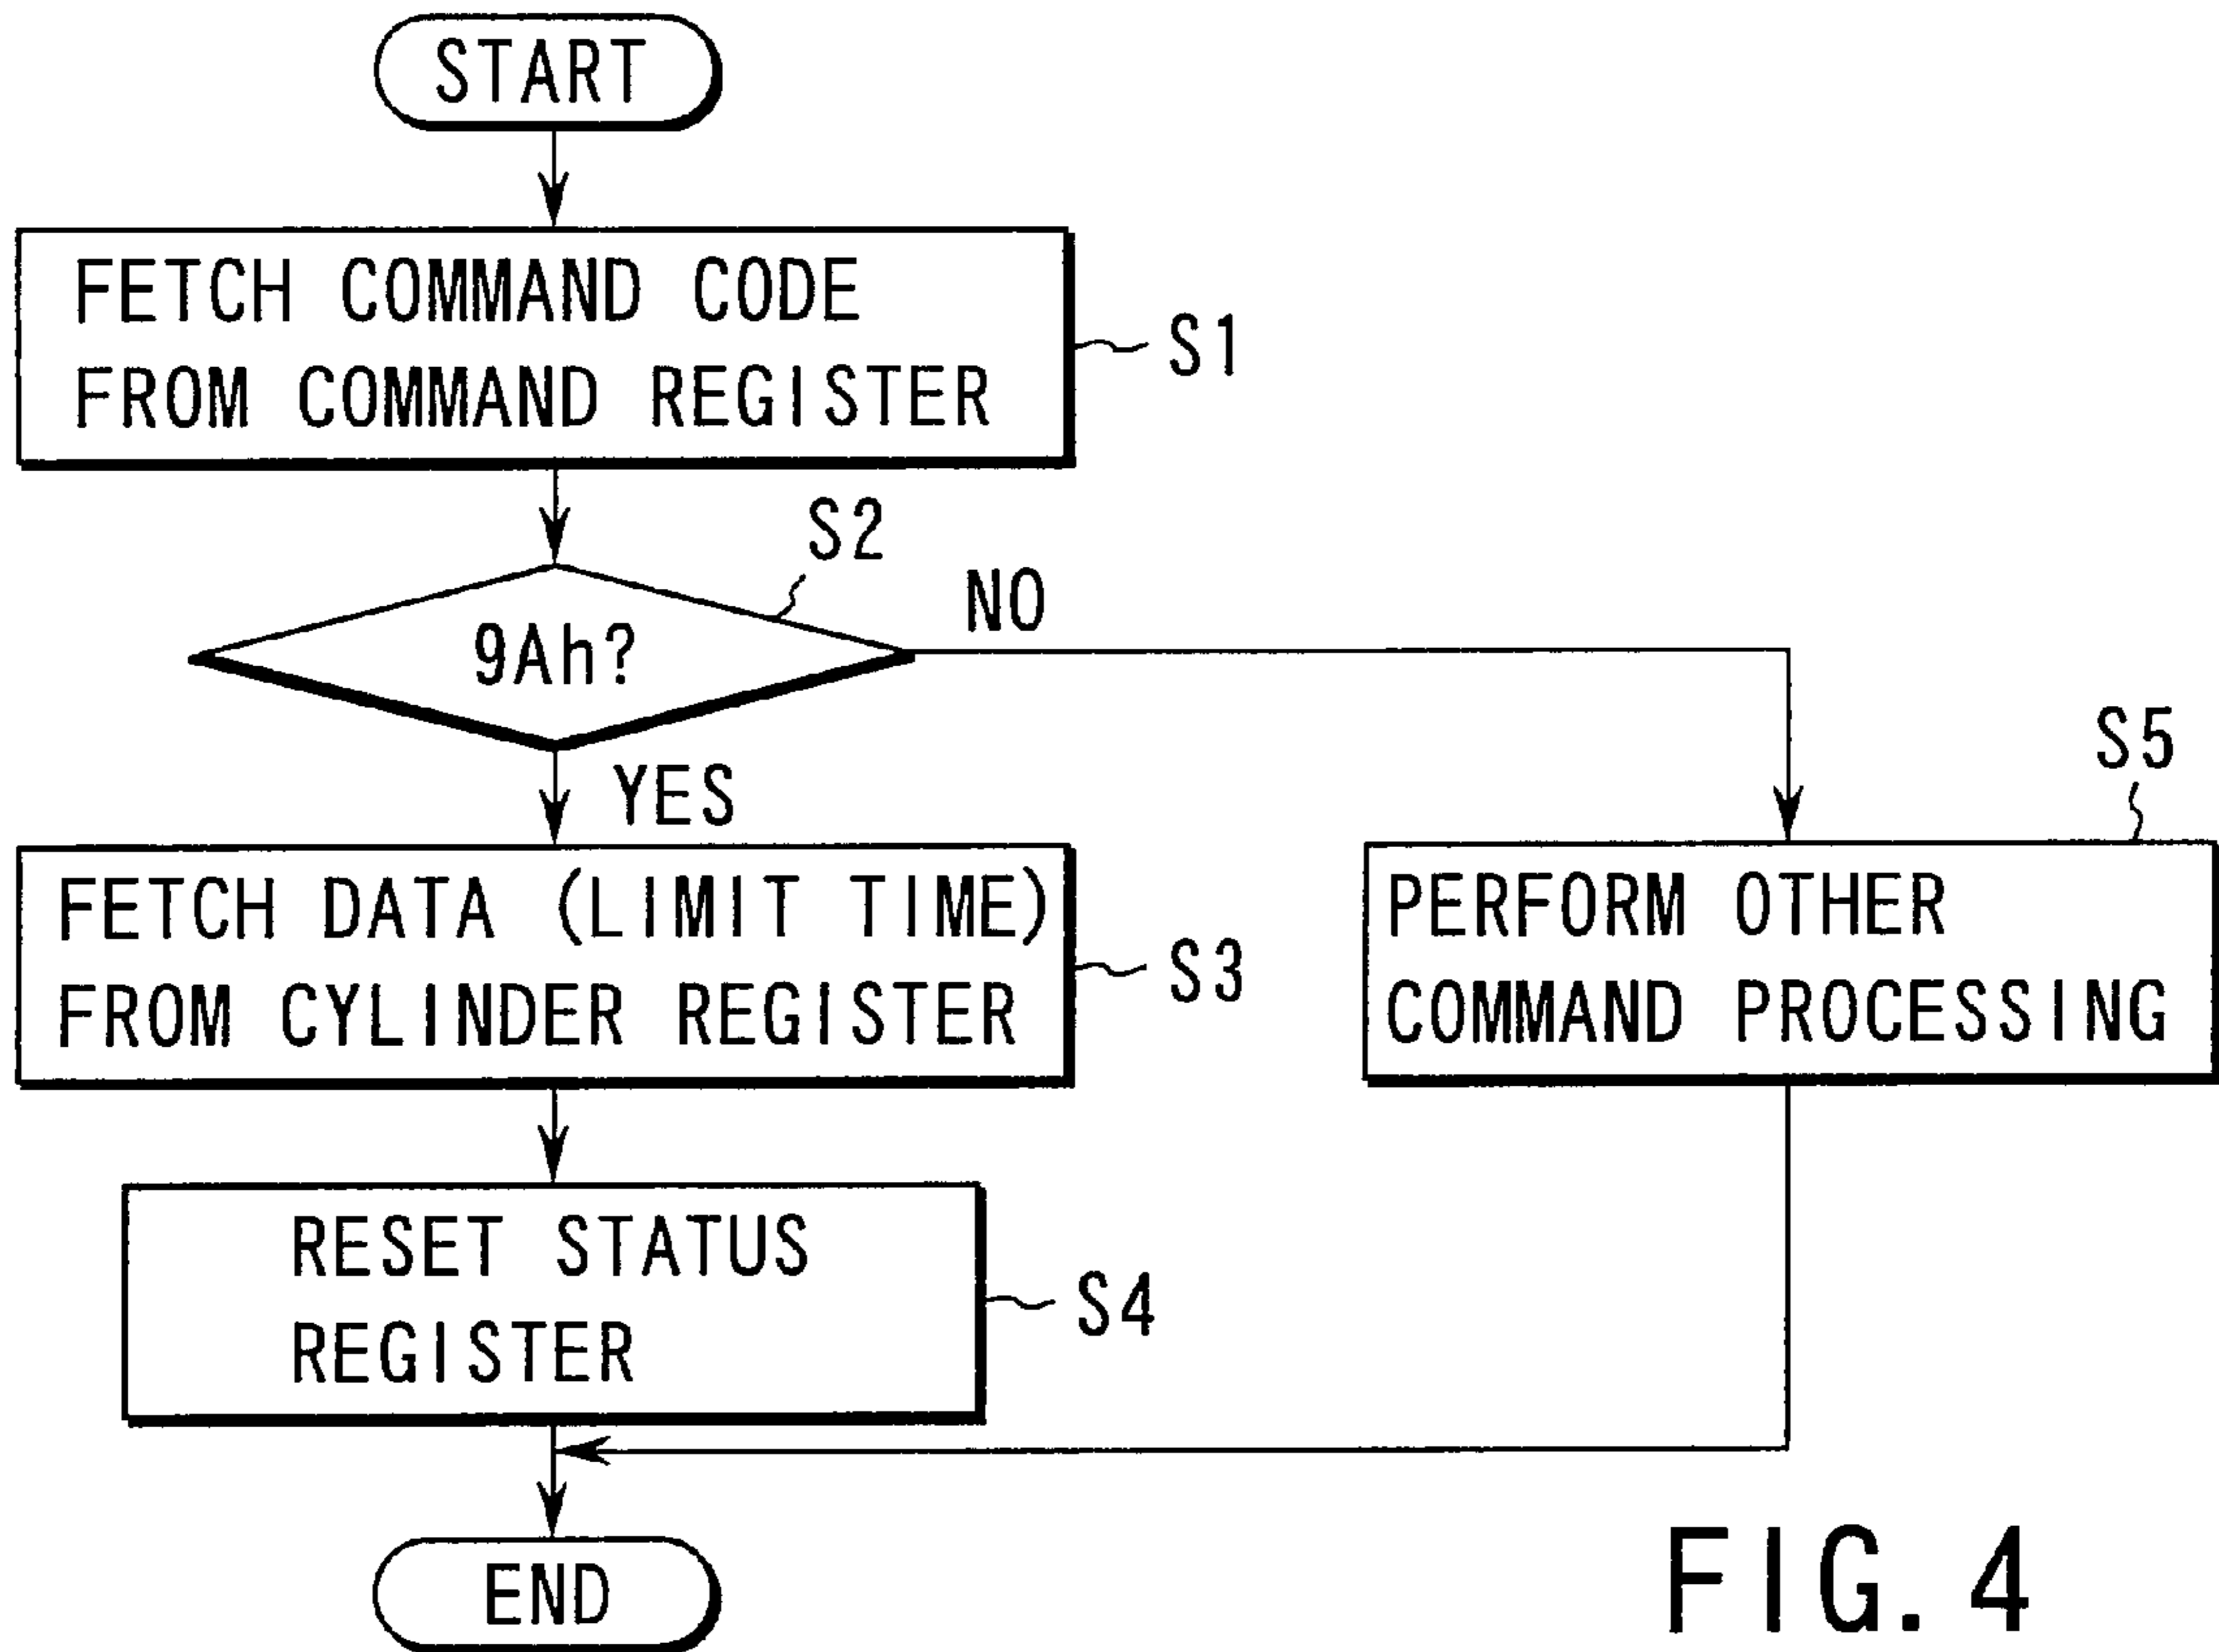 START
FETCH COMMAND CODE
FROM COMMAND REGISTER
S1
S2
9Ah?
NO
YES
S5
FETCH DATA (LIMIT TIME)
FROM CYLINDER REGISTER
S3
PERFORM OTHER
COMMAND PROCESSING
RESET STATUS
REGISTER
S4
END
FIG. 4